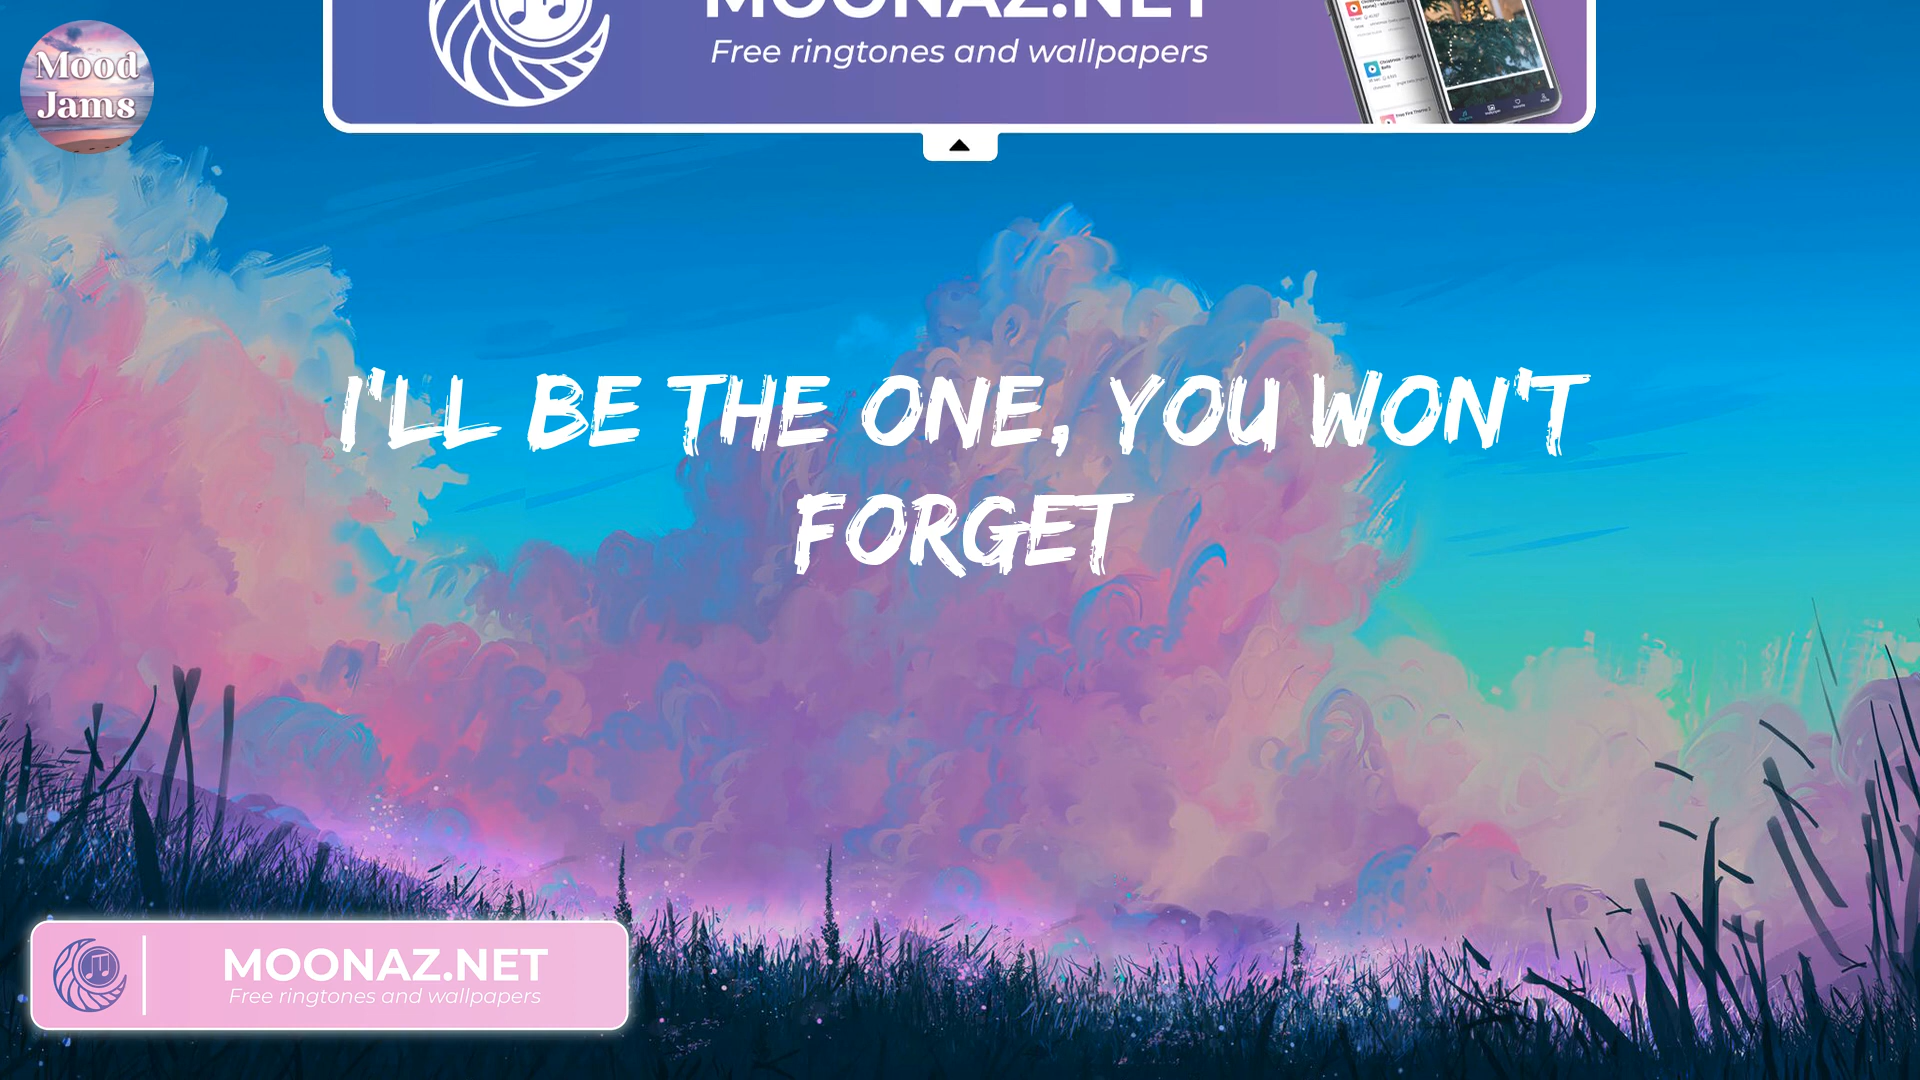 MOONAZ.NET
Free ringtones and wallpapers
Mood
Jams
I'LL BE THE ONE, YOU WON'T
FORGET
MOONAZ.NET
Free ringtones and wallpapers